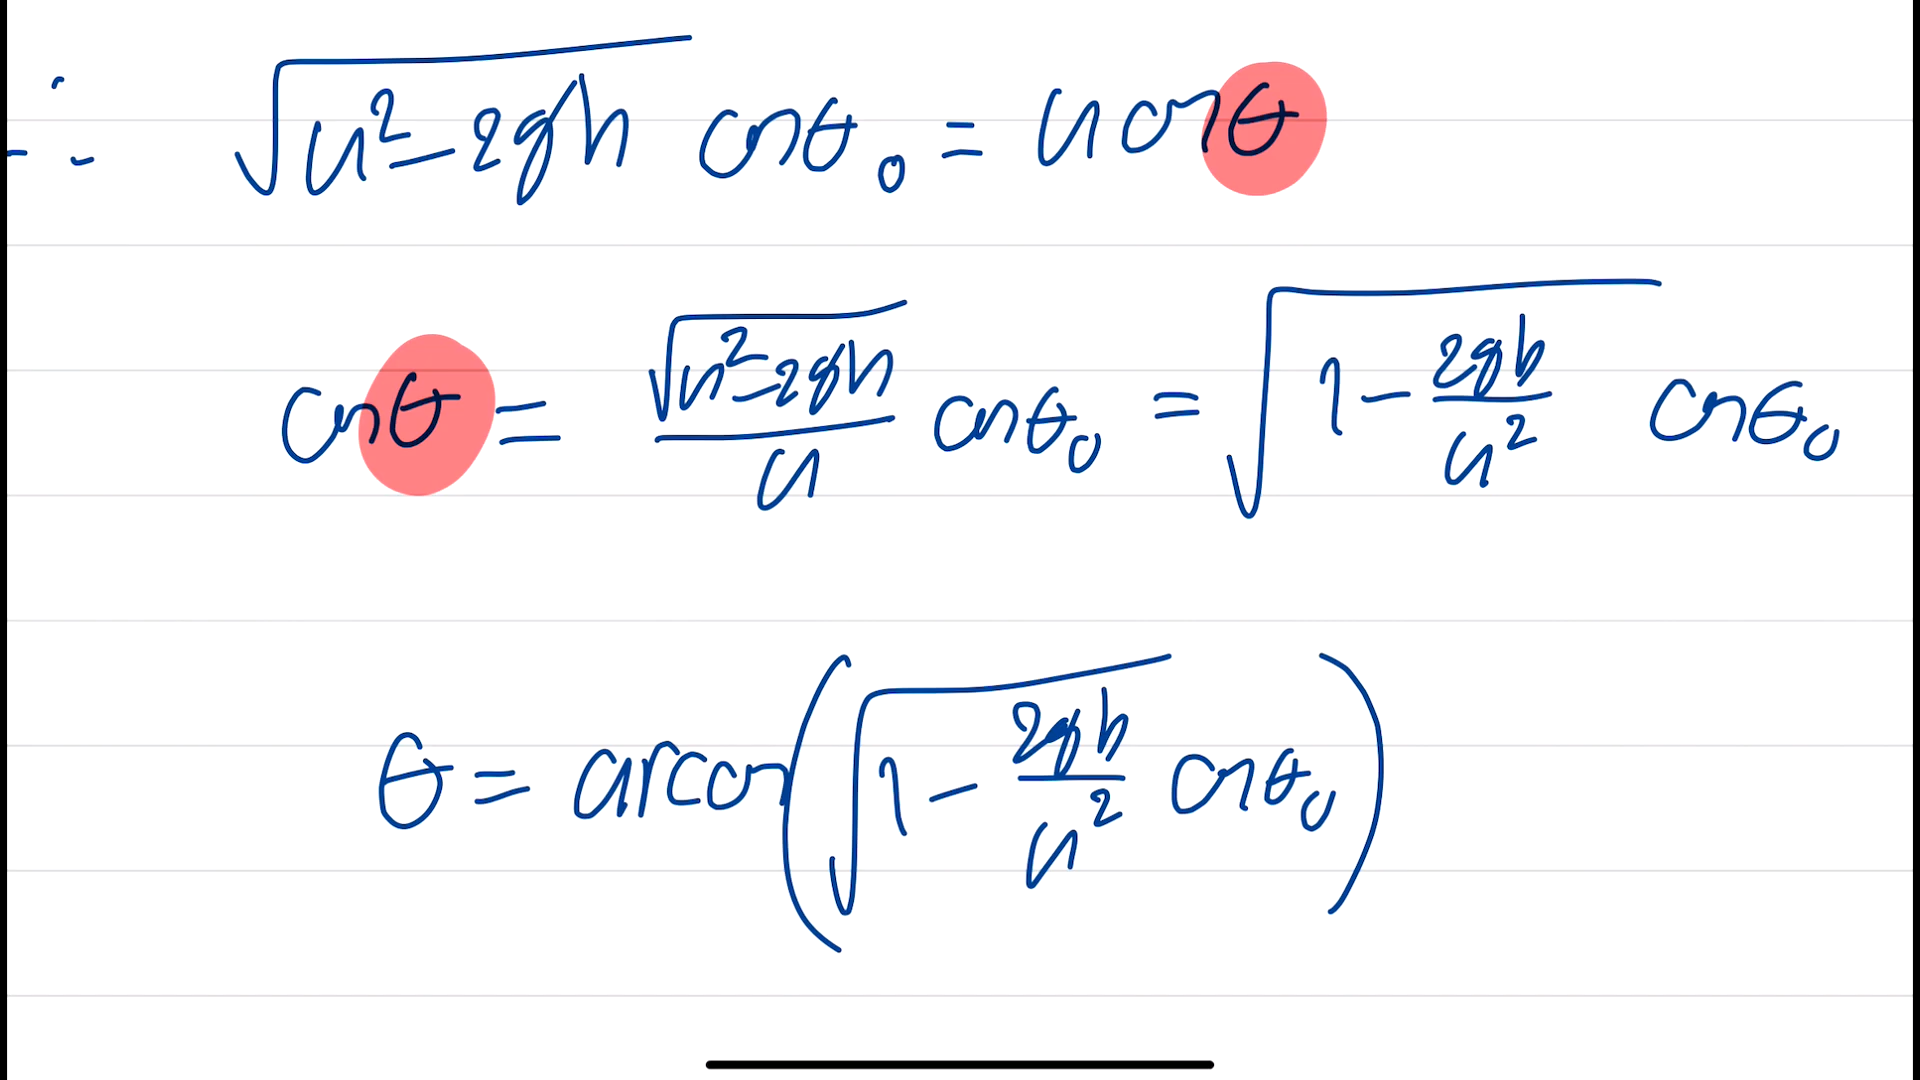 ∴ √(u² − 2gh) cosθ₀ = u cosθ
cosθ = √(u² − 2gh)/u cosθ₀ = √(1 − 2gh/u²) cosθ₀
θ = arccos(√(1 − 2gh/u²) cosθ₀)